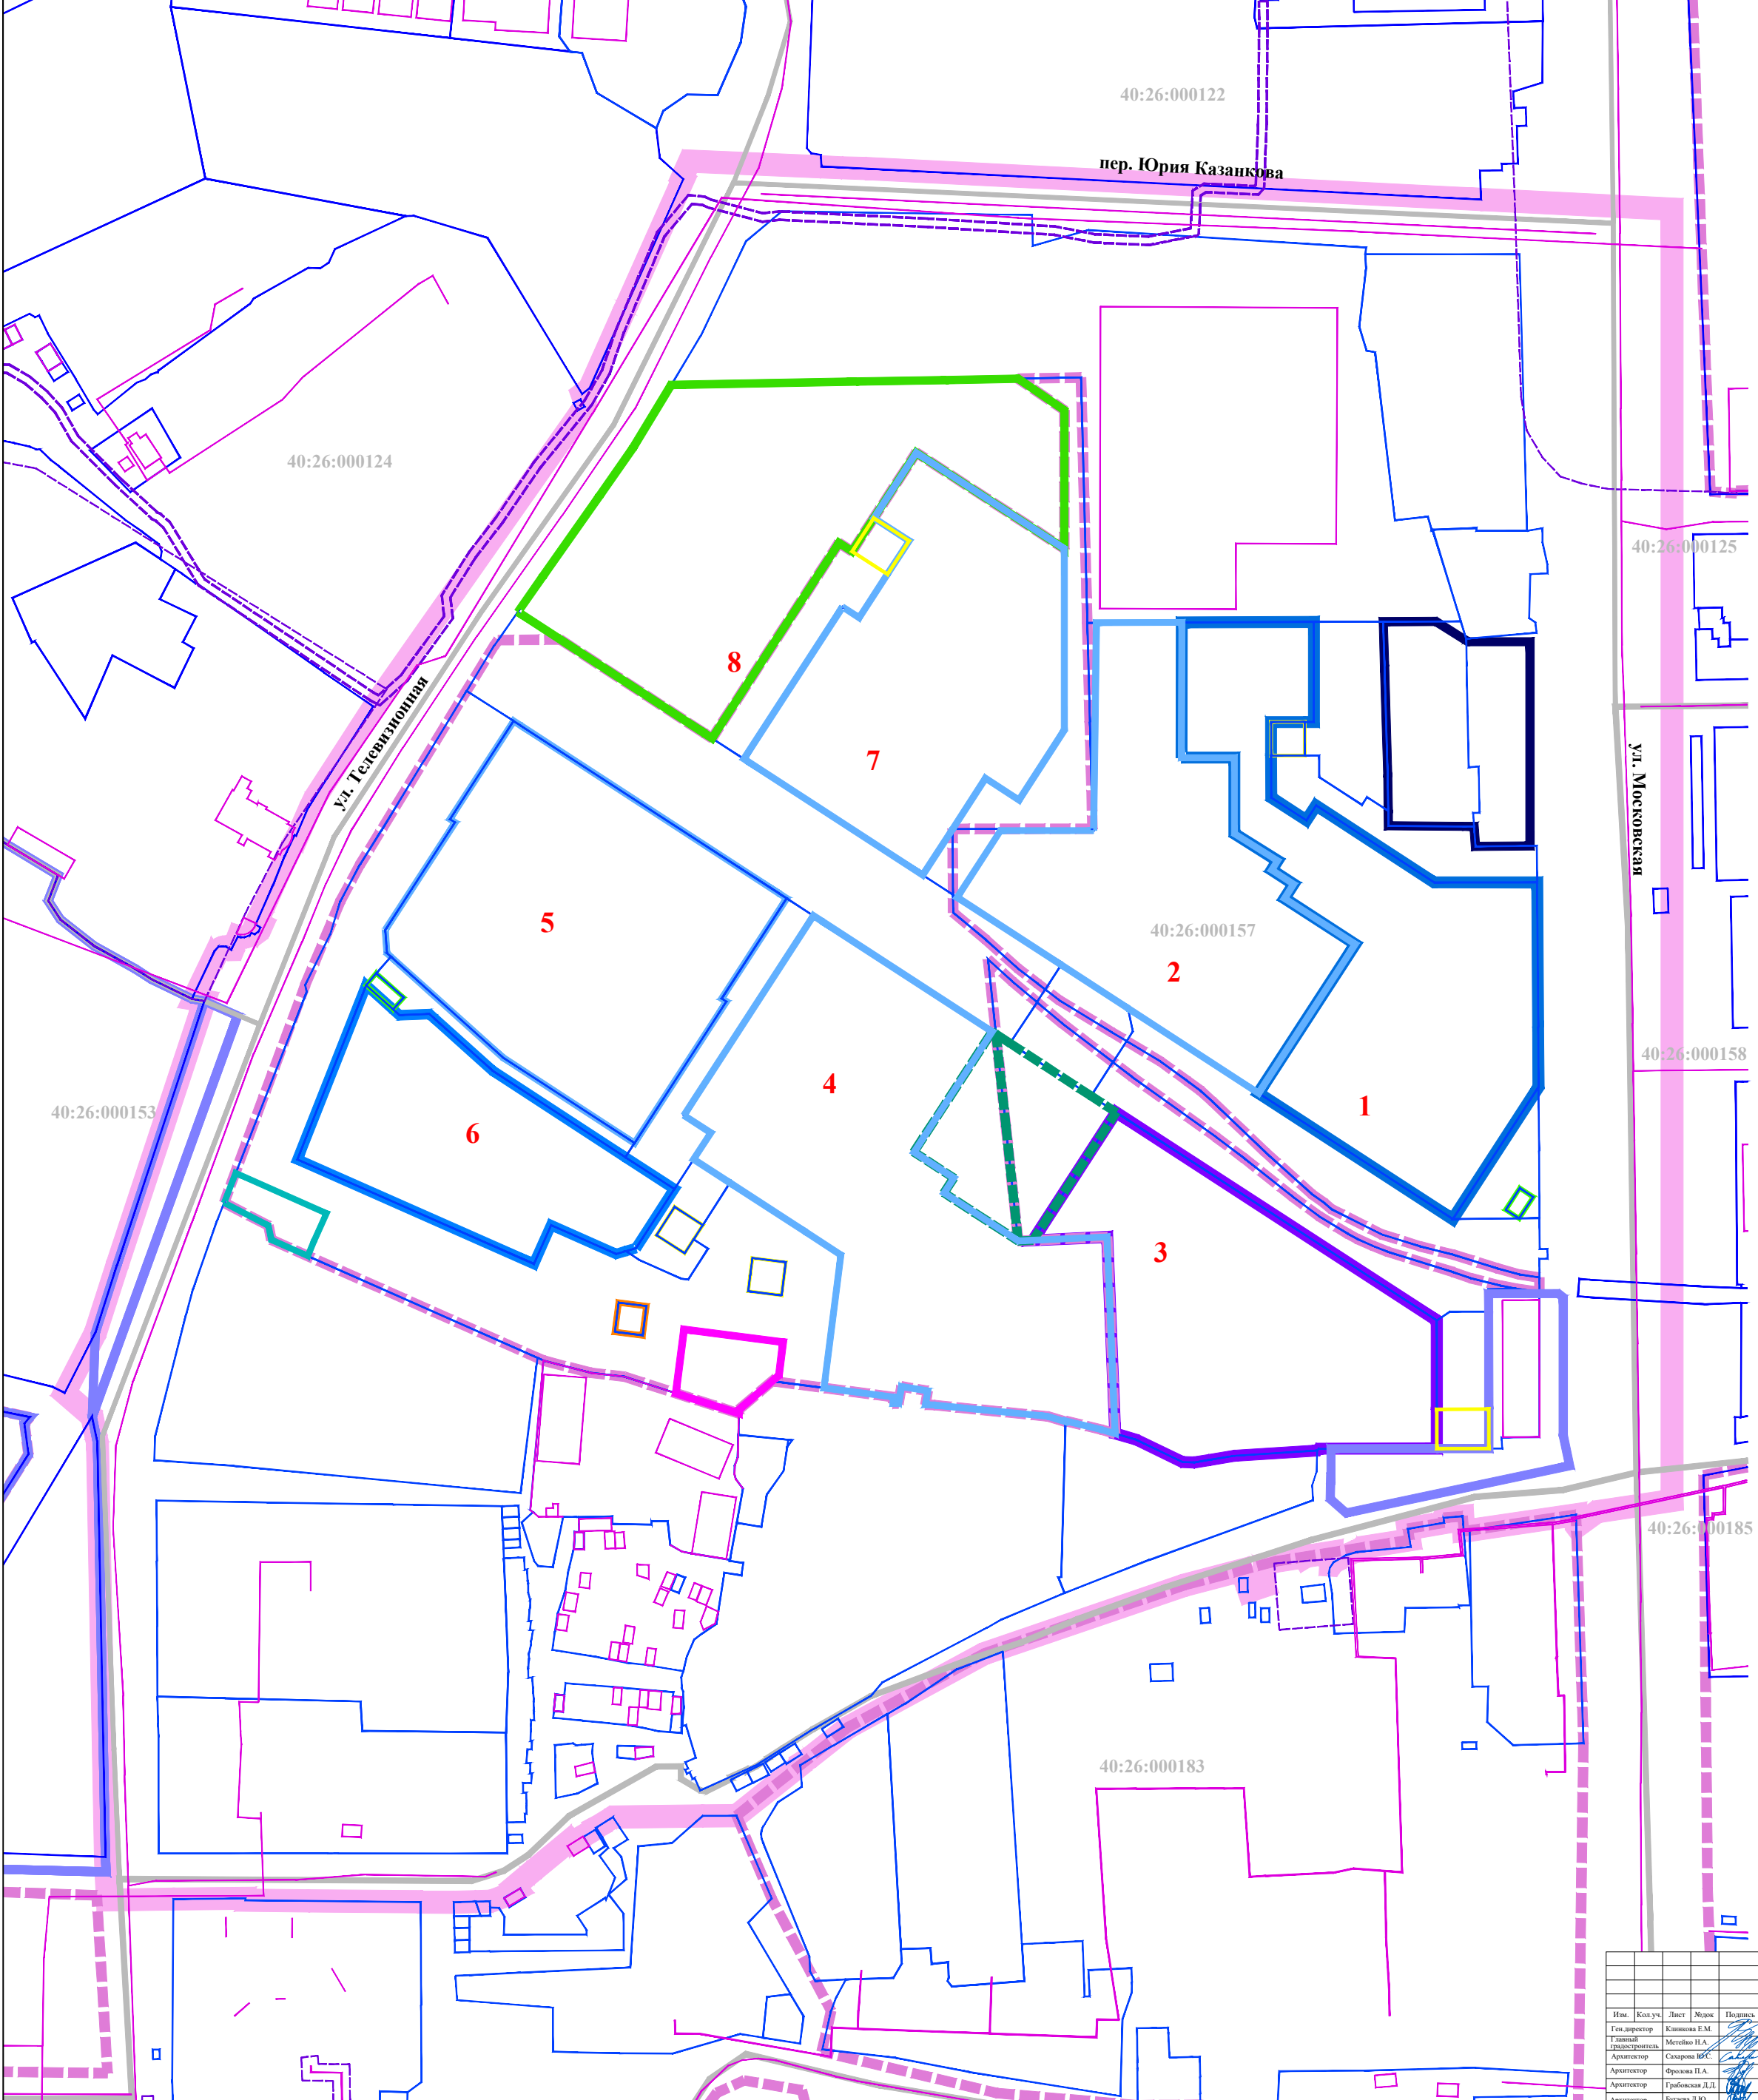 40:26:000122
пер. Юрия Казанкова
40:26:000124
40:26:000125
8
ул. Телевизионная
7
ул. Московская
5
40:26:000157
2
40:26:000158
4
1
40:26:000153
6
3
40:26:000185
40:26:000183
Изм. Кол.уч. Лист №док Подпись
Ген.директор Климкова Е.М.
Главный градостроитель Метейко Н.А.
Архитектор Сахарова Ю.С.
Архитектор Фролова П.А.
Архитектор Грабовская Д.Д.